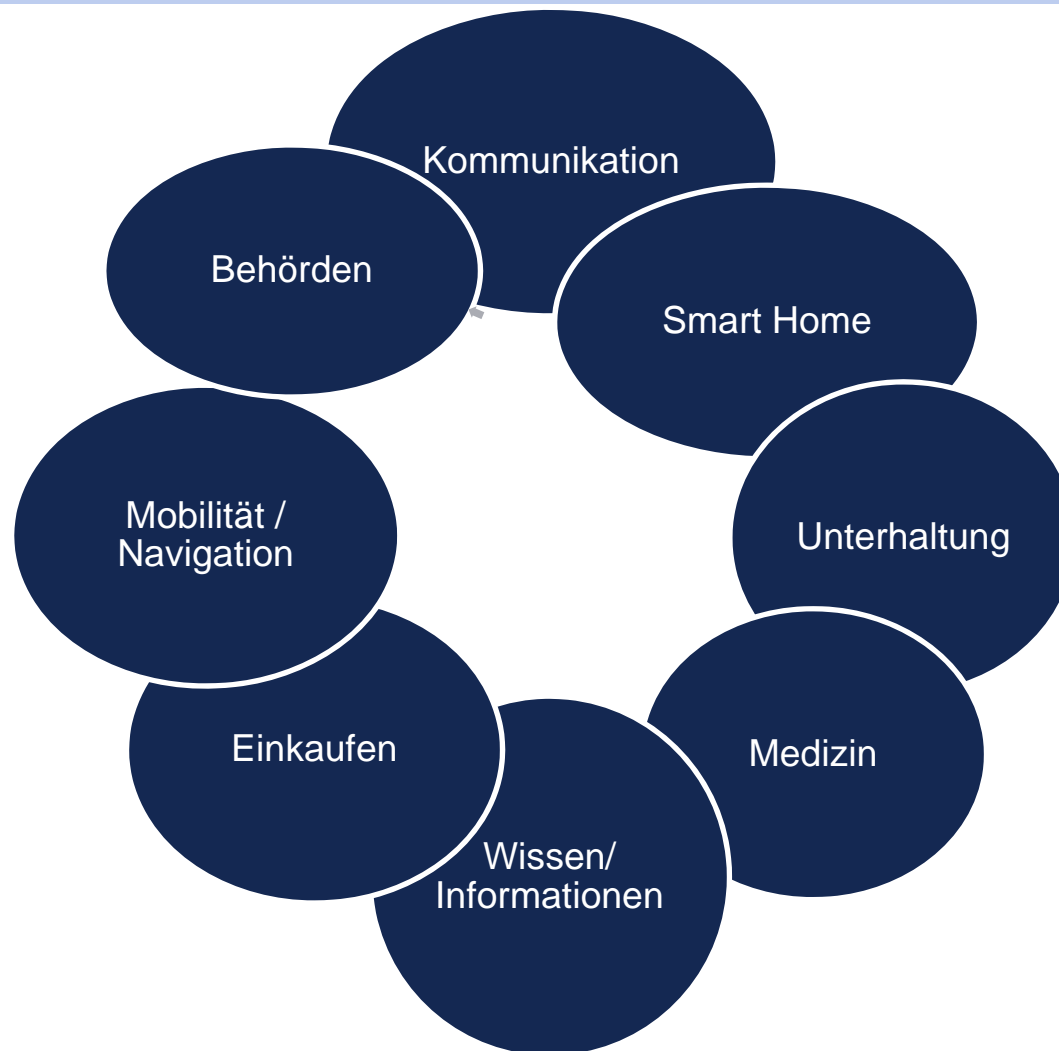 Kommunikation
Behörden
Smart Home
Mobilität /
Navigation
Unterhaltung
Einkaufen
Medizin
Wissen/
Informationen